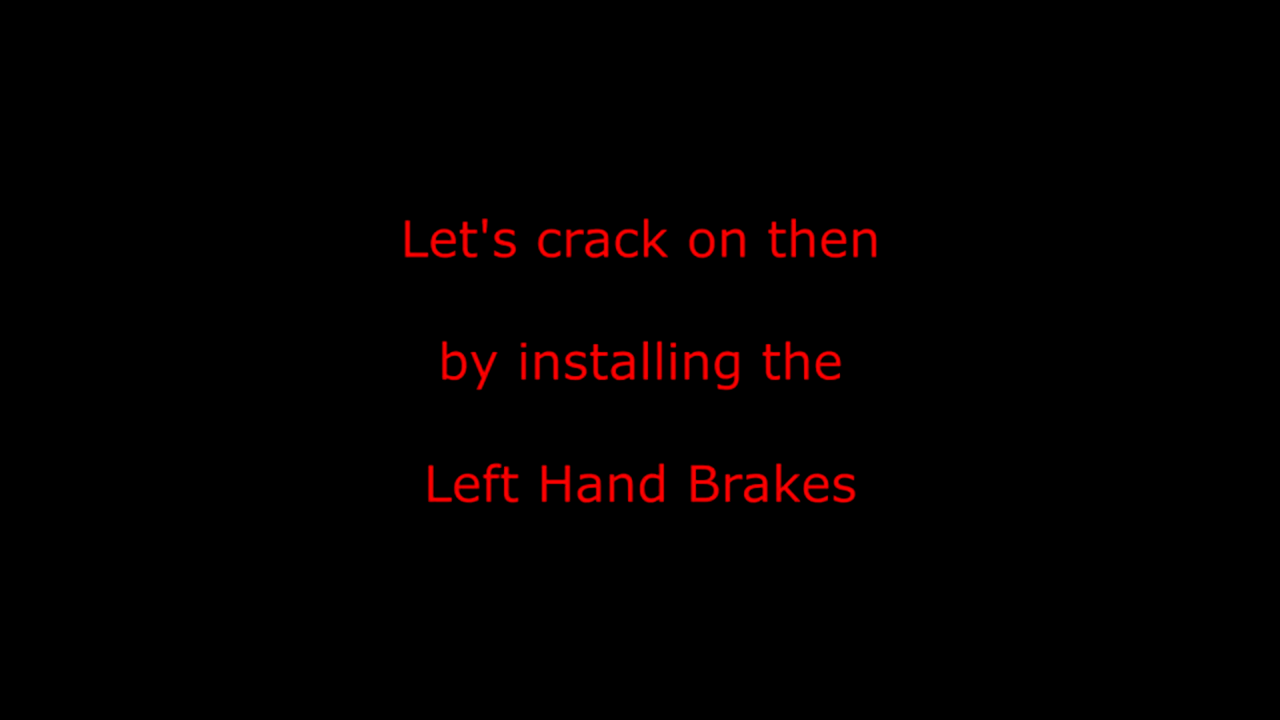 Let's crack on then
by installing the
Left Hand Brakes